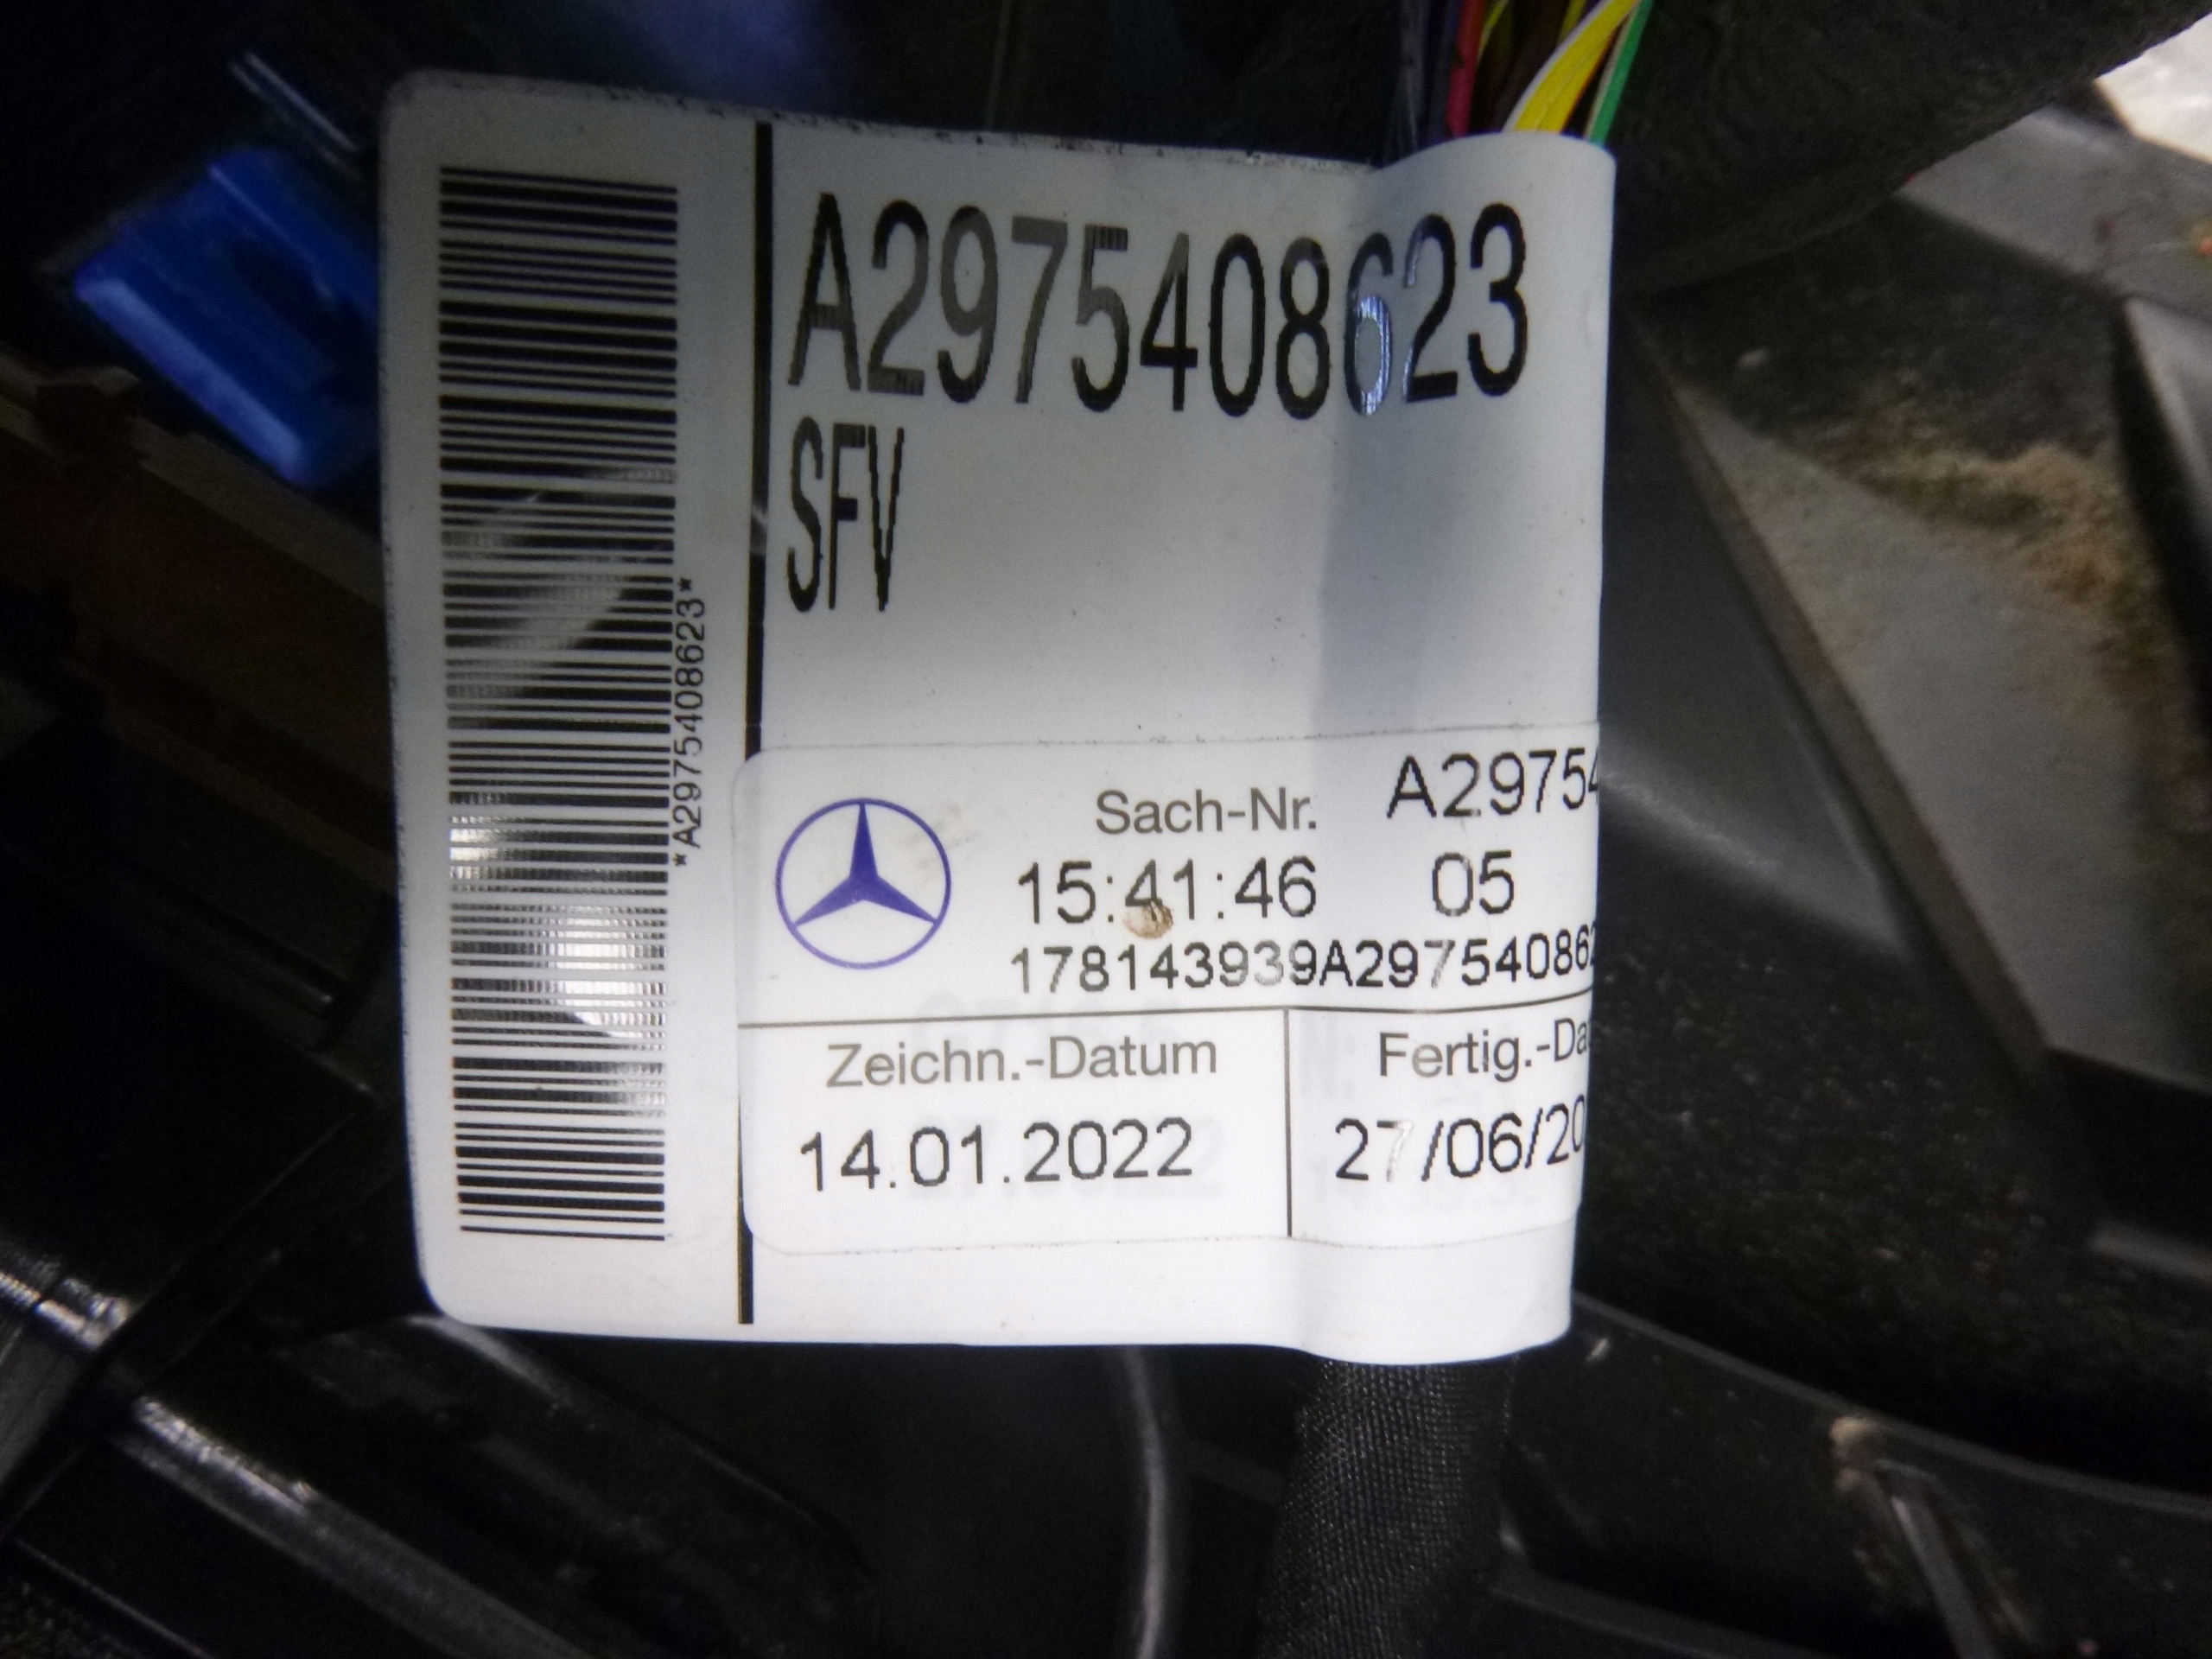 A2975408623
SFV
*A2975408623*
Sach-Nr. A29754
15:41:46 05
178143939A297540862
Zeichn.-Datum Fertig.-Da
14.01.2022 27/06/20